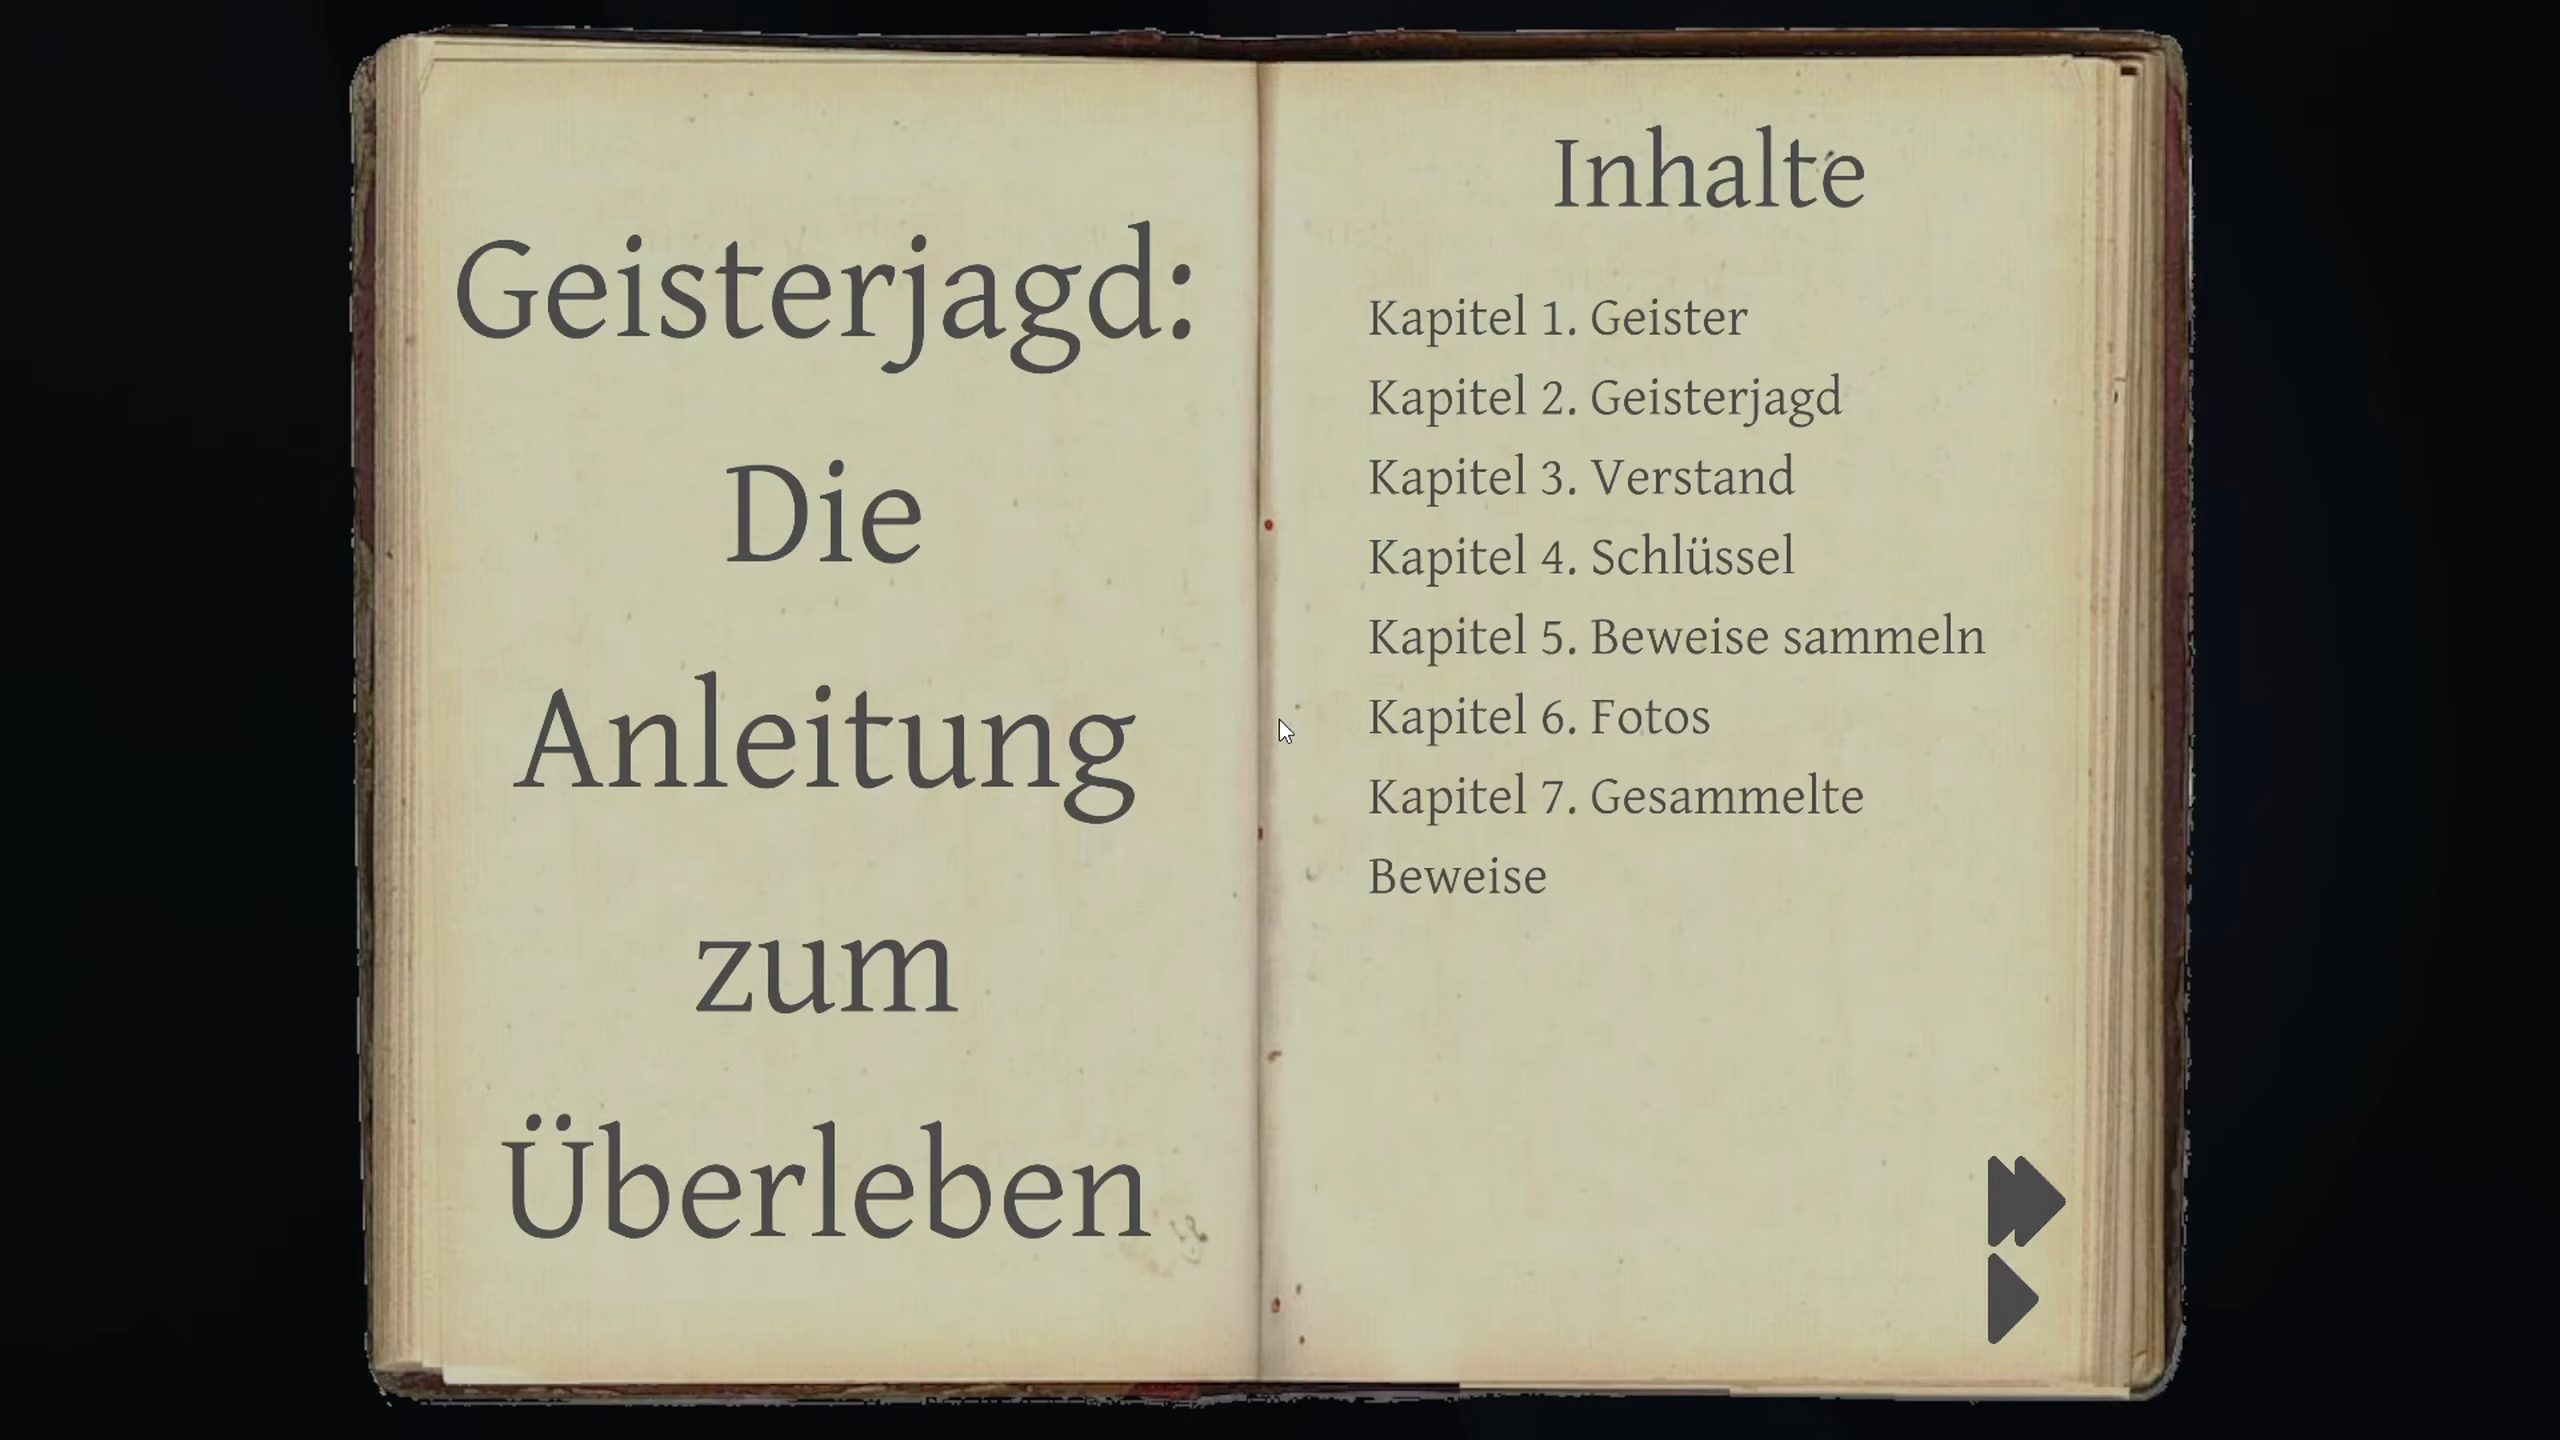 Geisterjagd:
Die
Anleitung
zum
Überleben
Inhalte
Kapitel 1. Geister
Kapitel 2. Geisterjagd
Kapitel 3. Verstand
Kapitel 4. Schlüssel
Kapitel 5. Beweise sammeln
Kapitel 6. Fotos
Kapitel 7. Gesammelte
Beweise